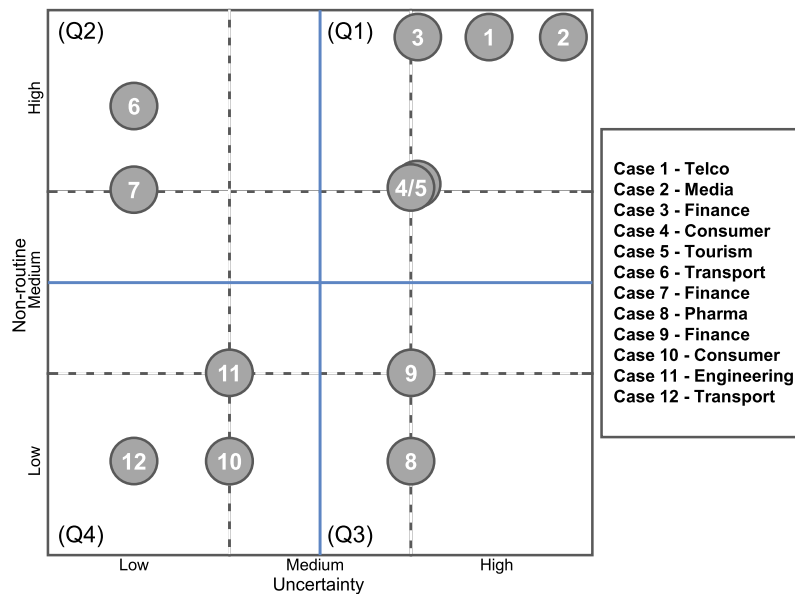 (Q2)
(Q1)
3
1
2
6
7
4/5
High
Medium
Low
Non-routine
11
9
12
10
8
(Q4)
(Q3)
Low
Medium
High
Uncertainty
Case 1 - Telco
Case 2 - Media
Case 3 - Finance
Case 4 - Consumer
Case 5 - Tourism
Case 6 - Transport
Case 7 - Finance
Case 8 - Pharma
Case 9 - Finance
Case 10 - Consumer
Case 11 - Engineering
Case 12 - Transport